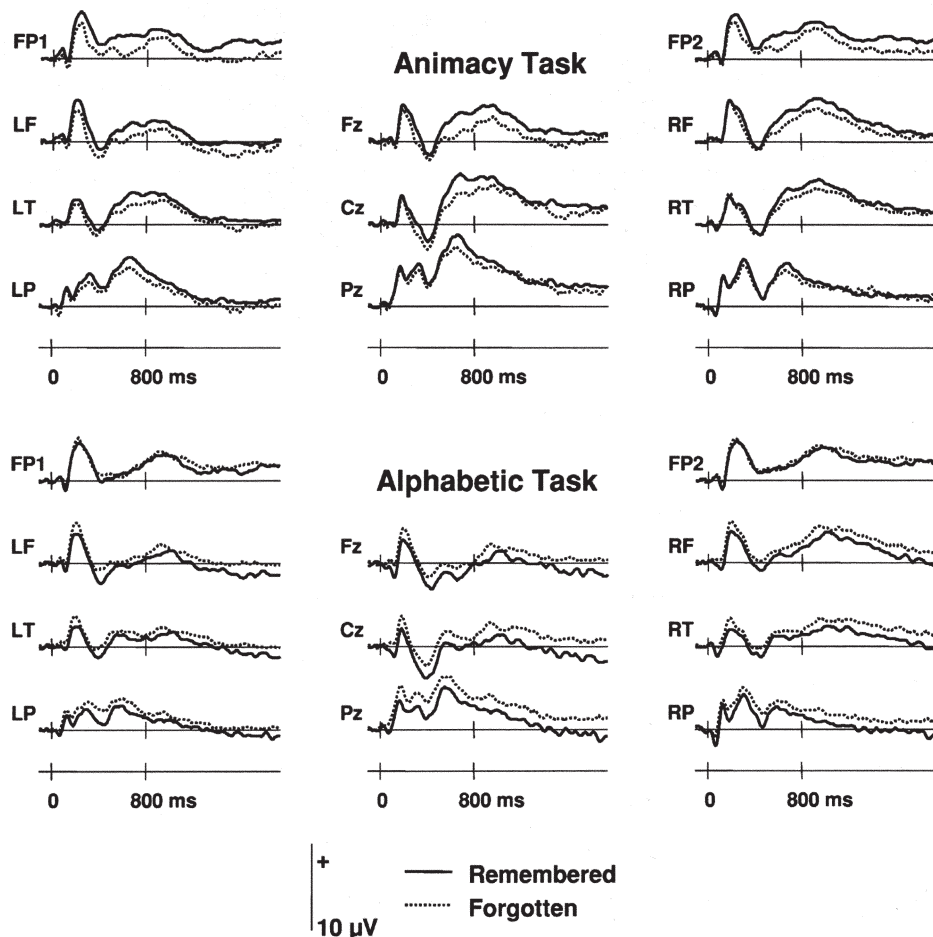 FP1
Animacy Task
FP2
LF
Fz
RF
LT
Cz
RT
LP
Pz
RP
0 800 ms
0 800 ms
0 800 ms
FP1
Alphabetic Task
FP2
LF
Fz
RF
LT
Cz
RT
LP
Pz
RP
0 800 ms
0 800 ms
0 800 ms
+
10 µV
Remembered
Forgotten